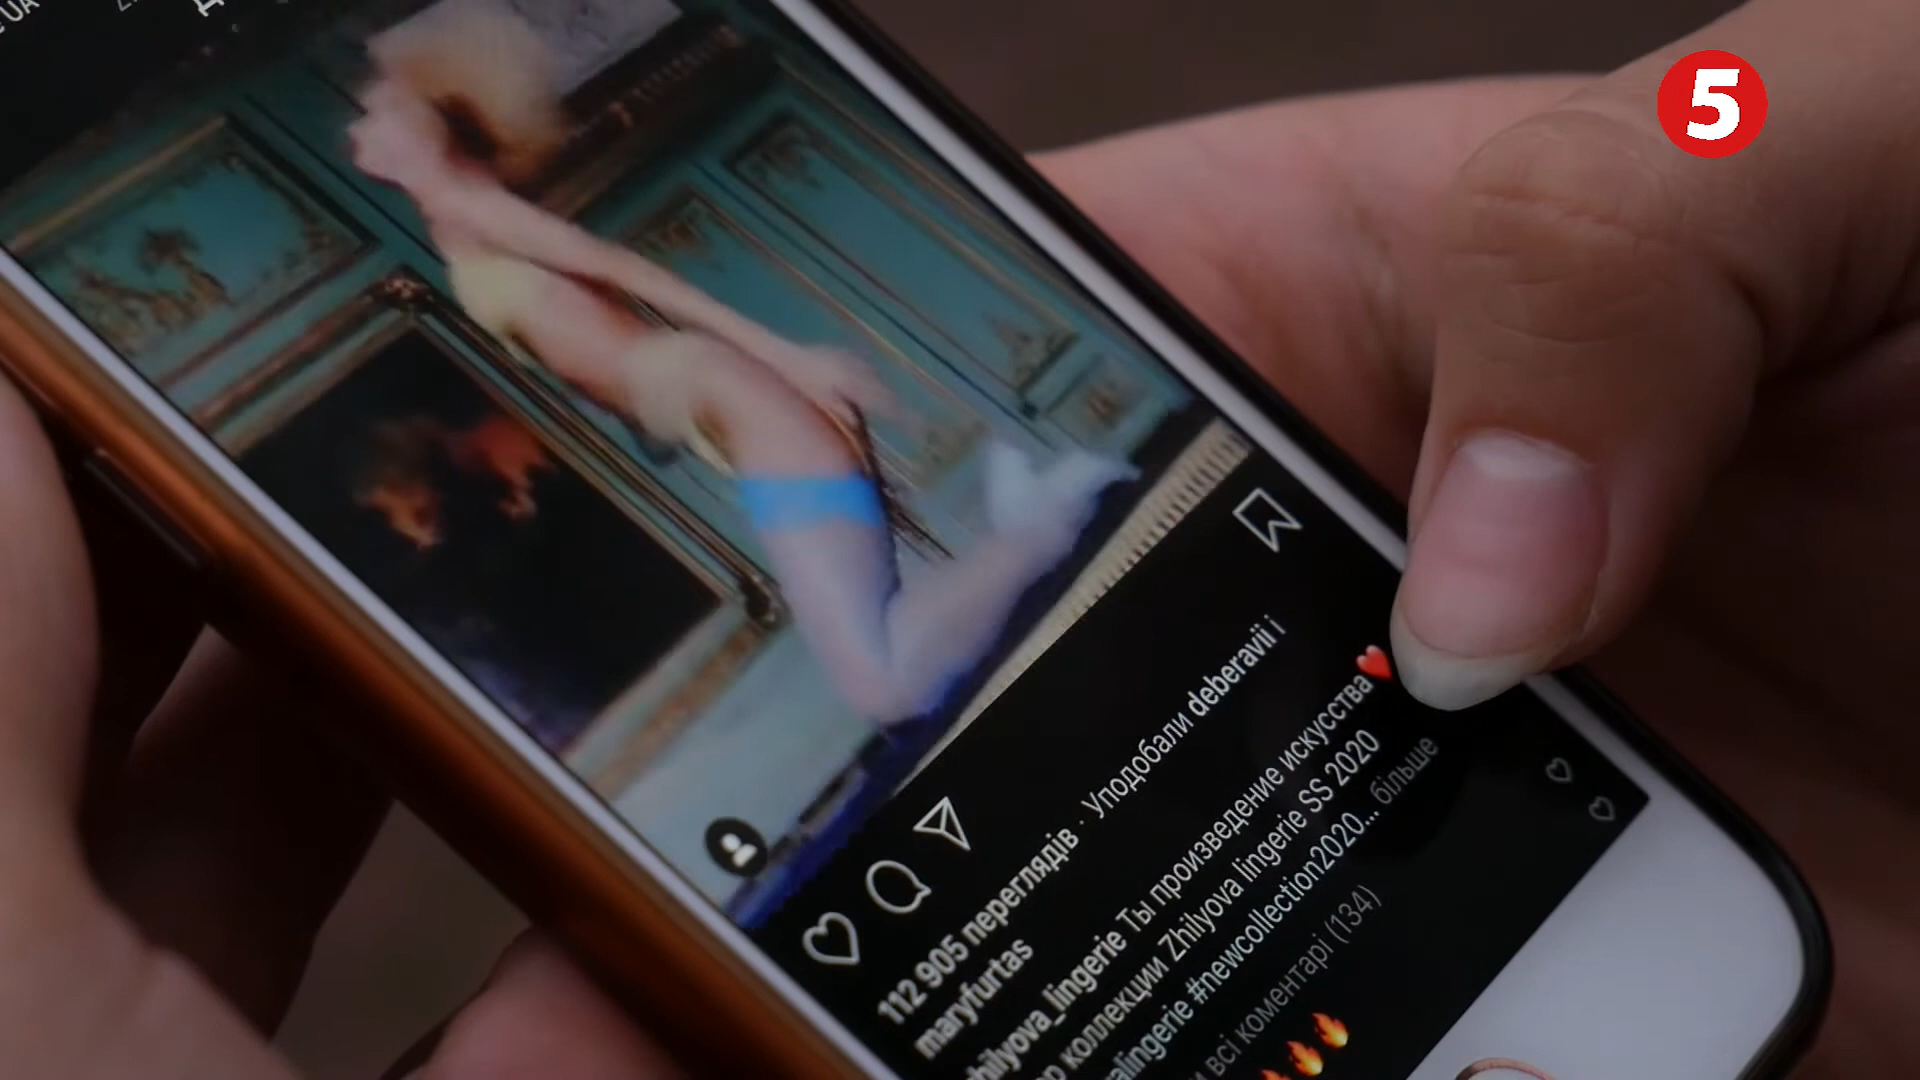 5
112 905 переглядів · Уподобали deberavii і
maryfurtas
zhilyova_lingerie Ты произведение искусства❤️
коллекции Zhilyova lingerie SS 2020
#newcollection2020... більше
всі коментарі (134)
🔥🔥🔥